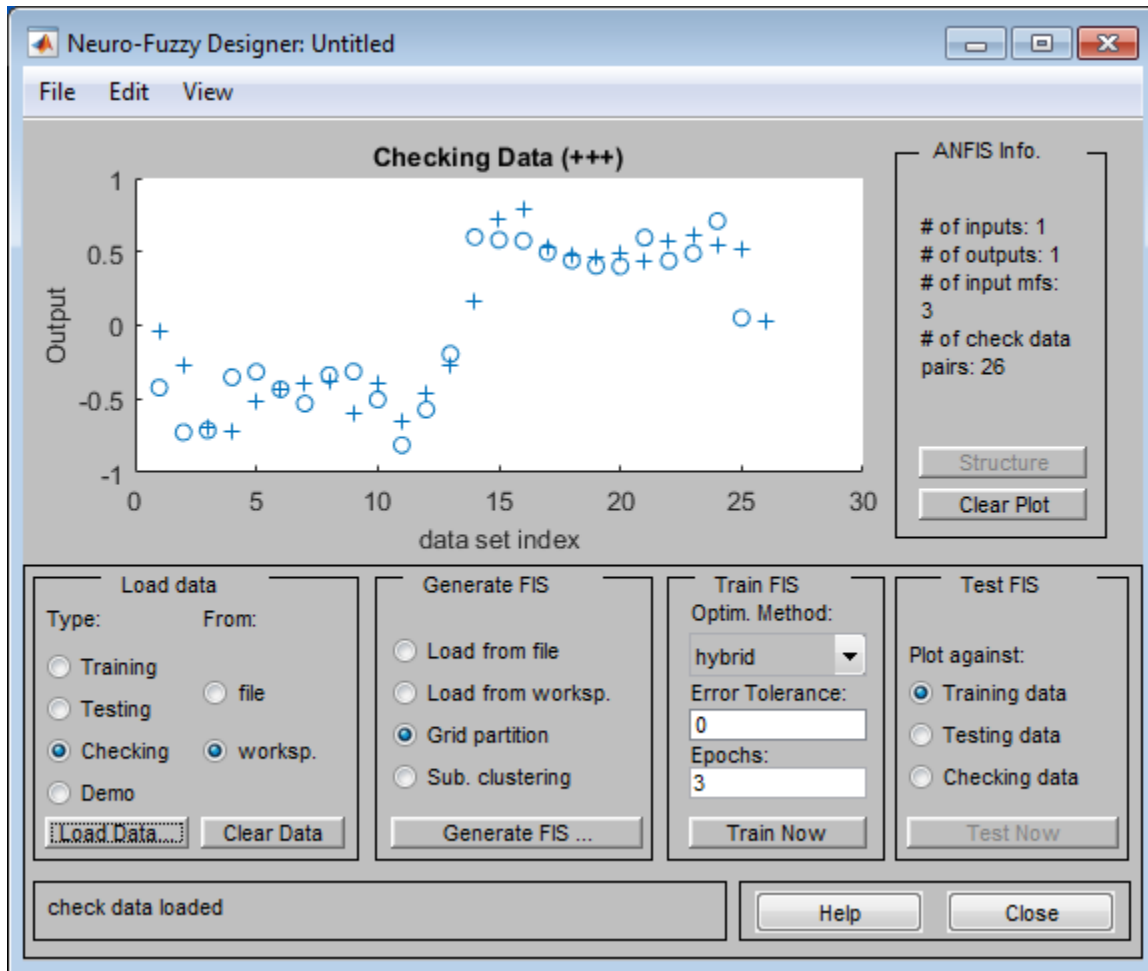 Neuro-Fuzzy Designer: Untitled
File Edit View
Checking Data (+++)
1
0.5
0
-0.5
-1
Output
0 5 10 15 20 25 30
data set index
ANFIS Info.
# of inputs: 1
# of outputs: 1
# of input mfs:
3
# of check data
pairs: 26
Structure
Clear Plot
Load data
Type: From:
Training
Testing
Checking
Demo
file
worksp.
Load Data...
Clear Data
Generate FIS
Load from file
Load from worksp.
Grid partition
Sub. clustering
Generate FIS ...
Train FIS
Optim. Method:
hybrid
Error Tolerance:
0
Epochs:
3
Train Now
Test FIS
Plot against:
Training data
Testing data
Checking data
Test Now
check data loaded
Help
Close